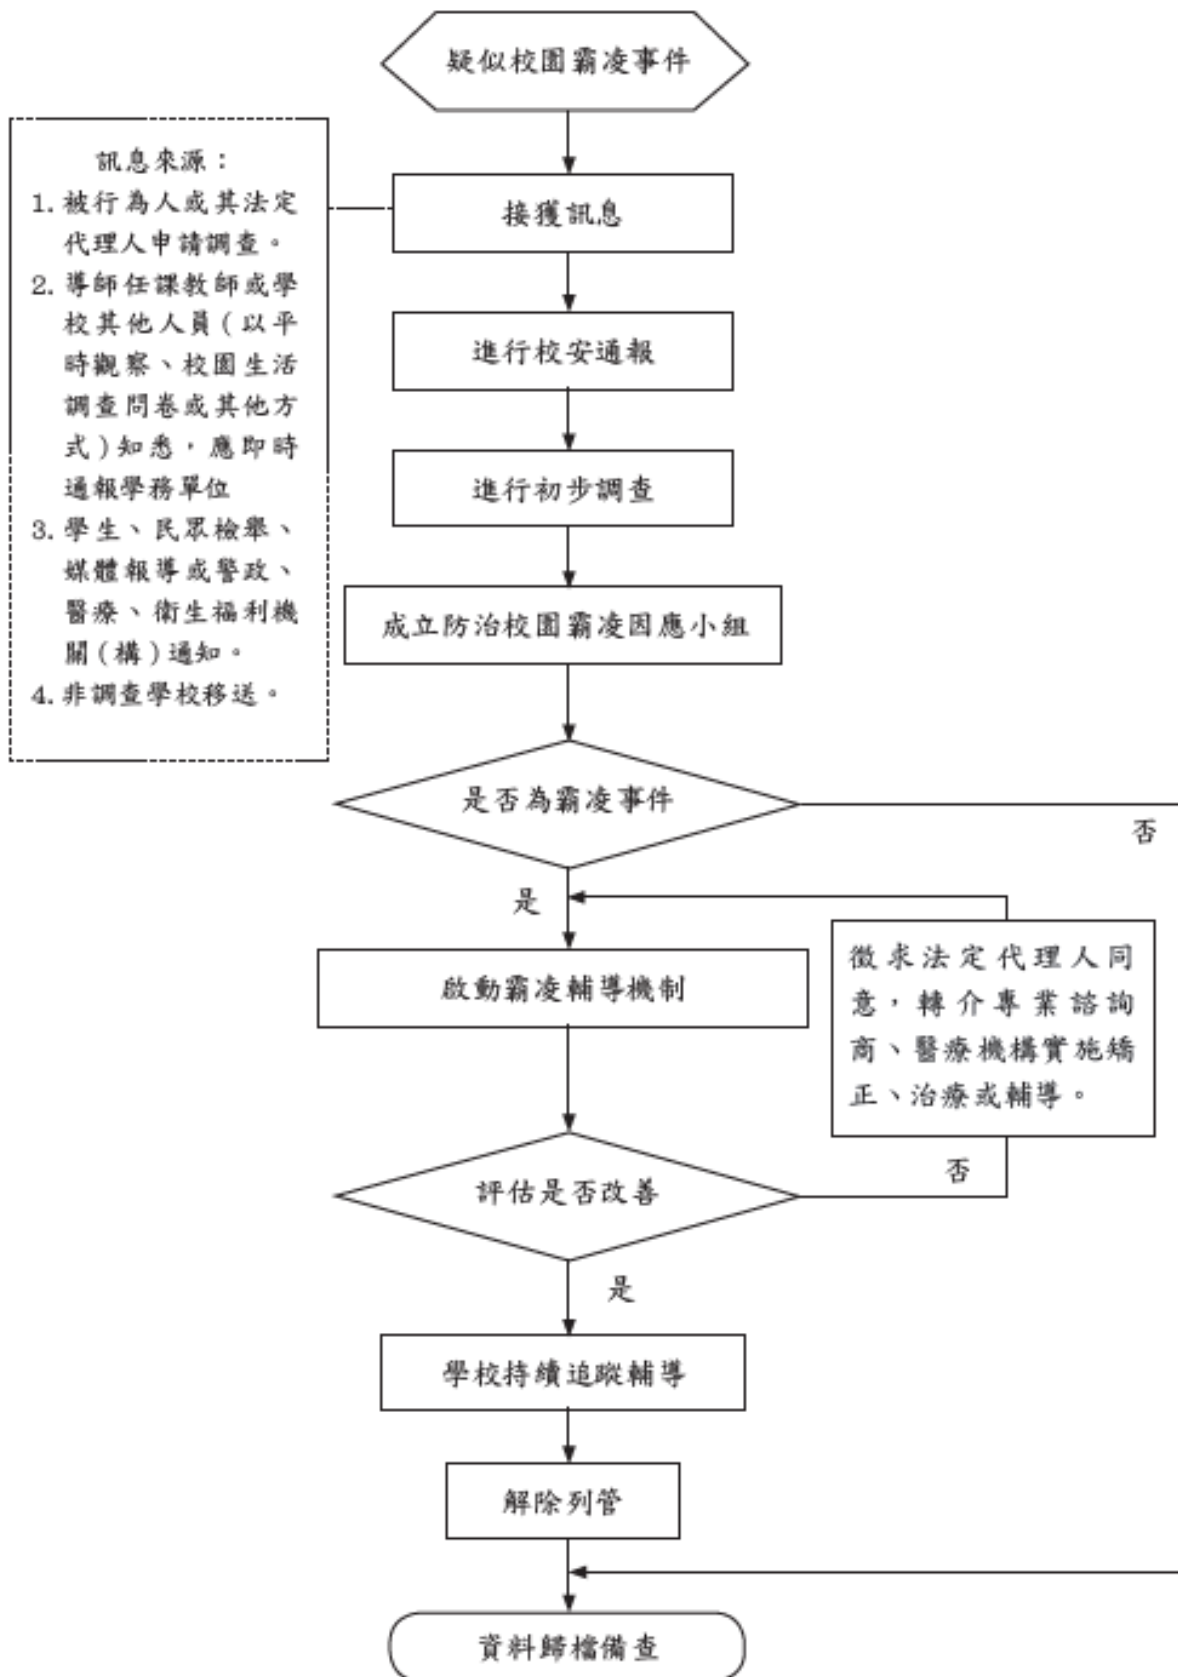 疑似校園霸凌事件
訊息來源：
1. 被行為人或其法定
代理人申請調查。
2. 導師任課教師或學
校其他人員(以平
時觀察、校園生活
調查問卷或其他方
式)知悉，應即時
通報學務單位
3. 學生、民眾檢舉、
媒體報導或警政、
醫療、衛生福利機
關(構)通知。
4. 非調查學校移送。
接獲訊息
進行校安通報
進行初步調查
成立防治校園霸凌因應小組
是否為霸凌事件
否
是
啟動霸凌輔導機制
徵求法定代理人同
意，轉介專業諮詢
商、醫療機構實施矯
正、治療或輔導。
評估是否改善
否
是
學校持續追蹤輔導
解除列管
資料歸檔備查